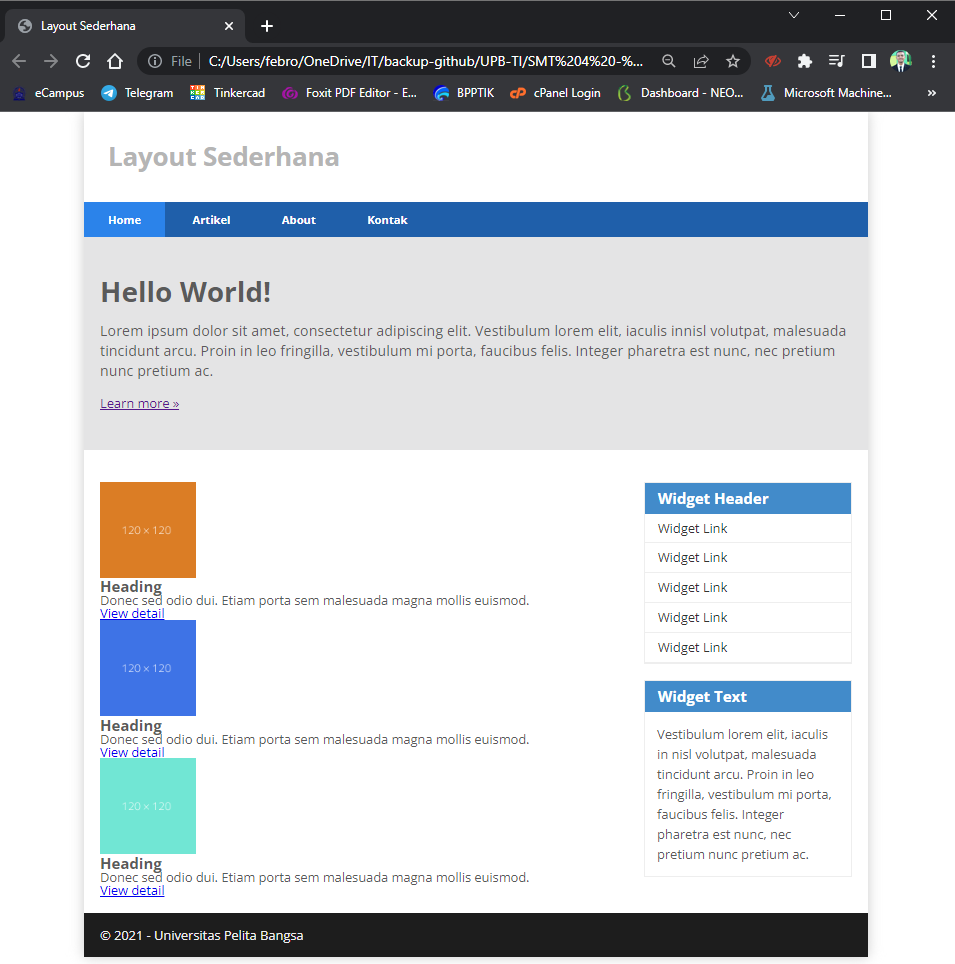 Layout Sederhana
File
C:/Users/febro/OneDrive/IT/backup-github/UPB-TI/SMT%204%20-%...
eCampus
Telegram
Tinkercad
Foxit PDF Editor - E...
BPPTIK
cPanel Login
Dashboard - NEO...
Microsoft Machine...
»
Layout Sederhana
Home Artikel About Kontak
Hello World!
Lorem ipsum dolor sit amet, consectetur adipiscing elit. Vestibulum lorem elit, iaculis innisl volutpat, malesuada
tincidunt arcu. Proin in leo fringilla, vestibulum mi porta, faucibus felis. Integer pharetra est nunc, nec pretium
nunc pretium ac.
Learn more »
120 × 120
Heading
Donec sed odio dui. Etiam porta sem malesuada magna mollis euismod.
View detail
120 × 120
Heading
Donec sed odio dui. Etiam porta sem malesuada magna mollis euismod.
View detail
120 × 120
Heading
Donec sed odio dui. Etiam porta sem malesuada magna mollis euismod.
View detail
Widget Header
Widget Link
Widget Link
Widget Link
Widget Link
Widget Link
Widget Text
Vestibulum lorem elit, iaculis
in nisl volutpat, malesuada
tincidunt arcu. Proin in leo
fringilla, vestibulum mi porta,
faucibus felis. Integer
pharetra est nunc, nec
pretium nunc pretium ac.
© 2021 - Universitas Pelita Bangsa